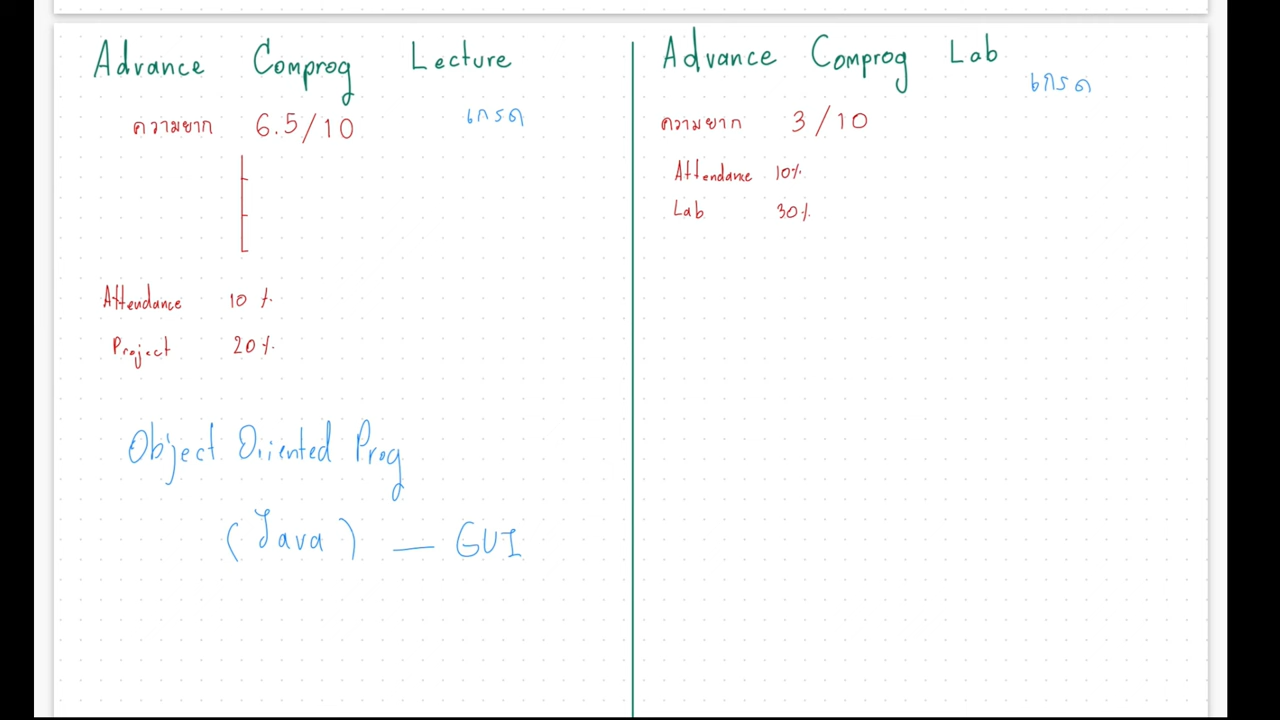 Advance Comprog Lecture
ความยาก 6.5/10 เกรด
Attendance 10 %
Project 20 %
Object Oriented Prog
(Java) — GUI
Advance Comprog Lab
เกรด
ความยาก 3/10
Attendance 10%
Lab 30%